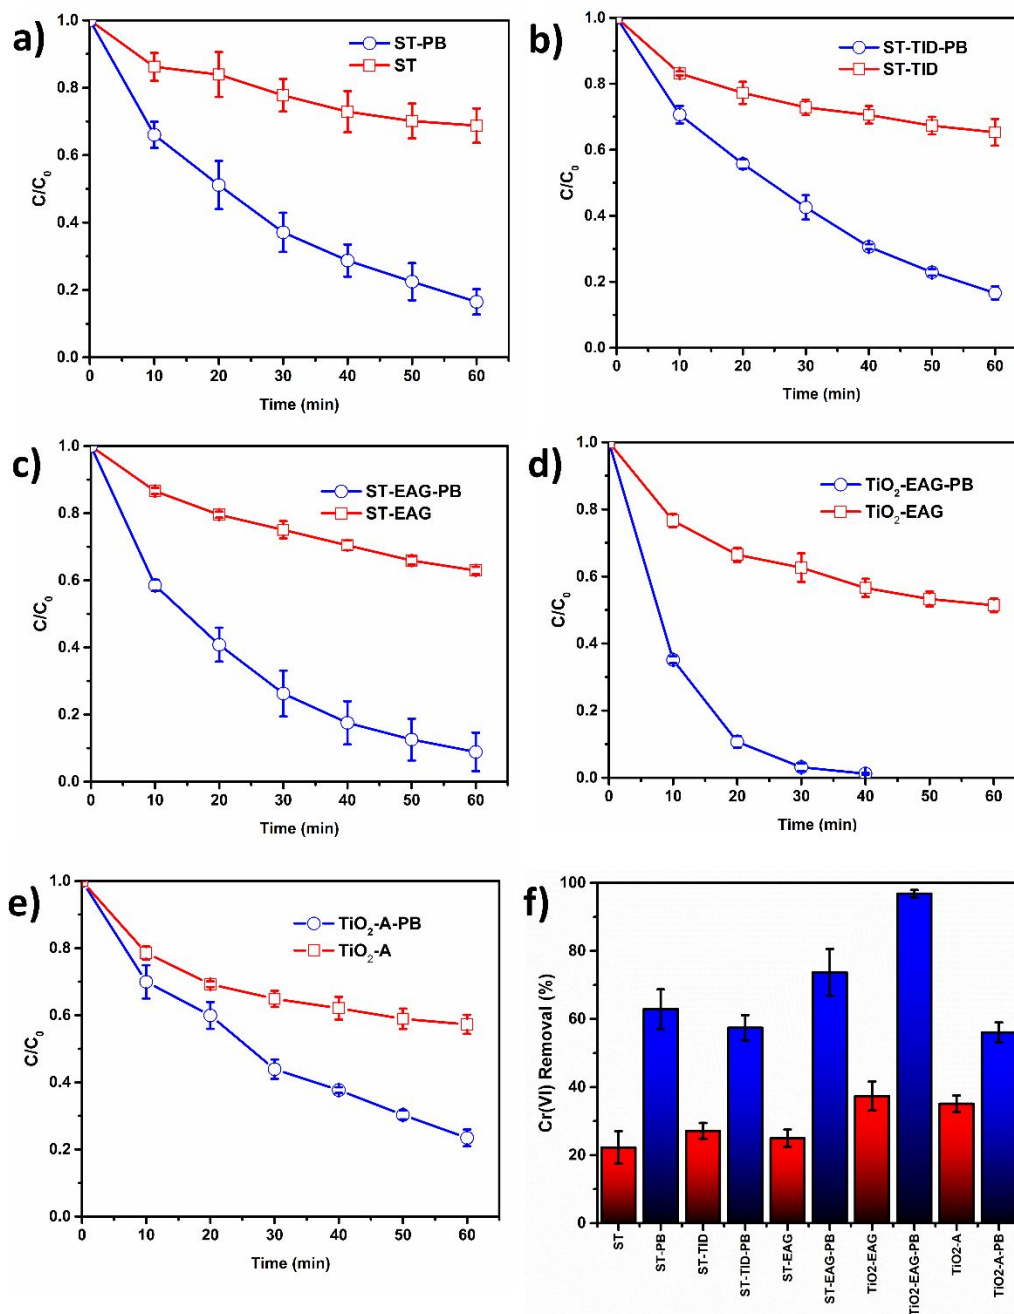 a)
ST-PB
ST
1.0
0.8
0.6
0.4
0.2
0.0
C/C0
0 10 20 30 40 50 60
Time (min)
b)
ST-TID-PB
ST-TID
1.0
0.8
0.6
0.4
0.2
0.0
C/C0
0 10 20 30 40 50 60
Time (min)
c)
ST-EAG-PB
ST-EAG
1.0
0.8
0.6
0.4
0.2
0.0
C/C0
0 10 20 30 40 50 60
Time (min)
d)
TiO2-EAG-PB
TiO2-EAG
1.0
0.8
0.6
0.4
0.2
0.0
C/C0
0 10 20 30 40 50 60
Time (min)
e)
TiO2-A-PB
TiO2-A
1.0
0.8
0.6
0.4
0.2
0.0
C/C0
0 10 20 30 40 50 60
Time (min)
f)
100
80
60
40
20
0
Cr(VI) Removal (%)
ST
ST-PB
ST-TID
ST-TID-PB
ST-EAG
ST-EAG-PB
TiO2-EAG
TiO2-EAG-PB
TiO2-A
TiO2-A-PB